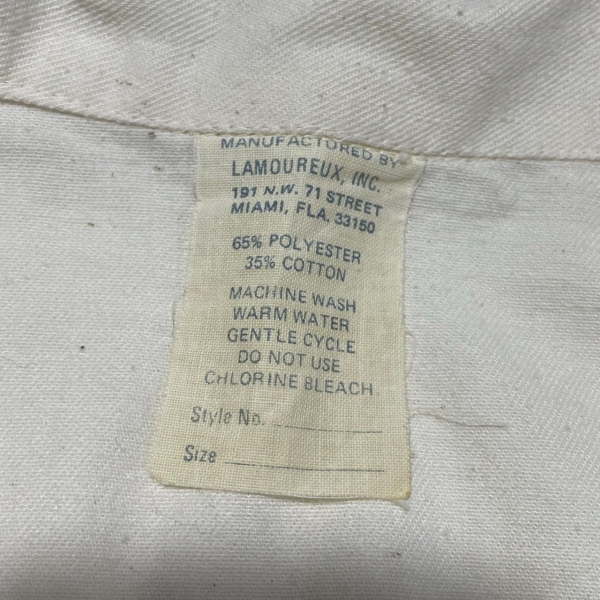 MANUFACTURED BY
LAMOUREUX, INC.
191 N.W. 71 STREET
MIAMI, FLA. 33150
65% POLYESTER
35% COTTON
MACHINE WASH
WARM WATER
GENTLE CYCLE
DO NOT USE
CHLORINE BLEACH.
Style No.
Size